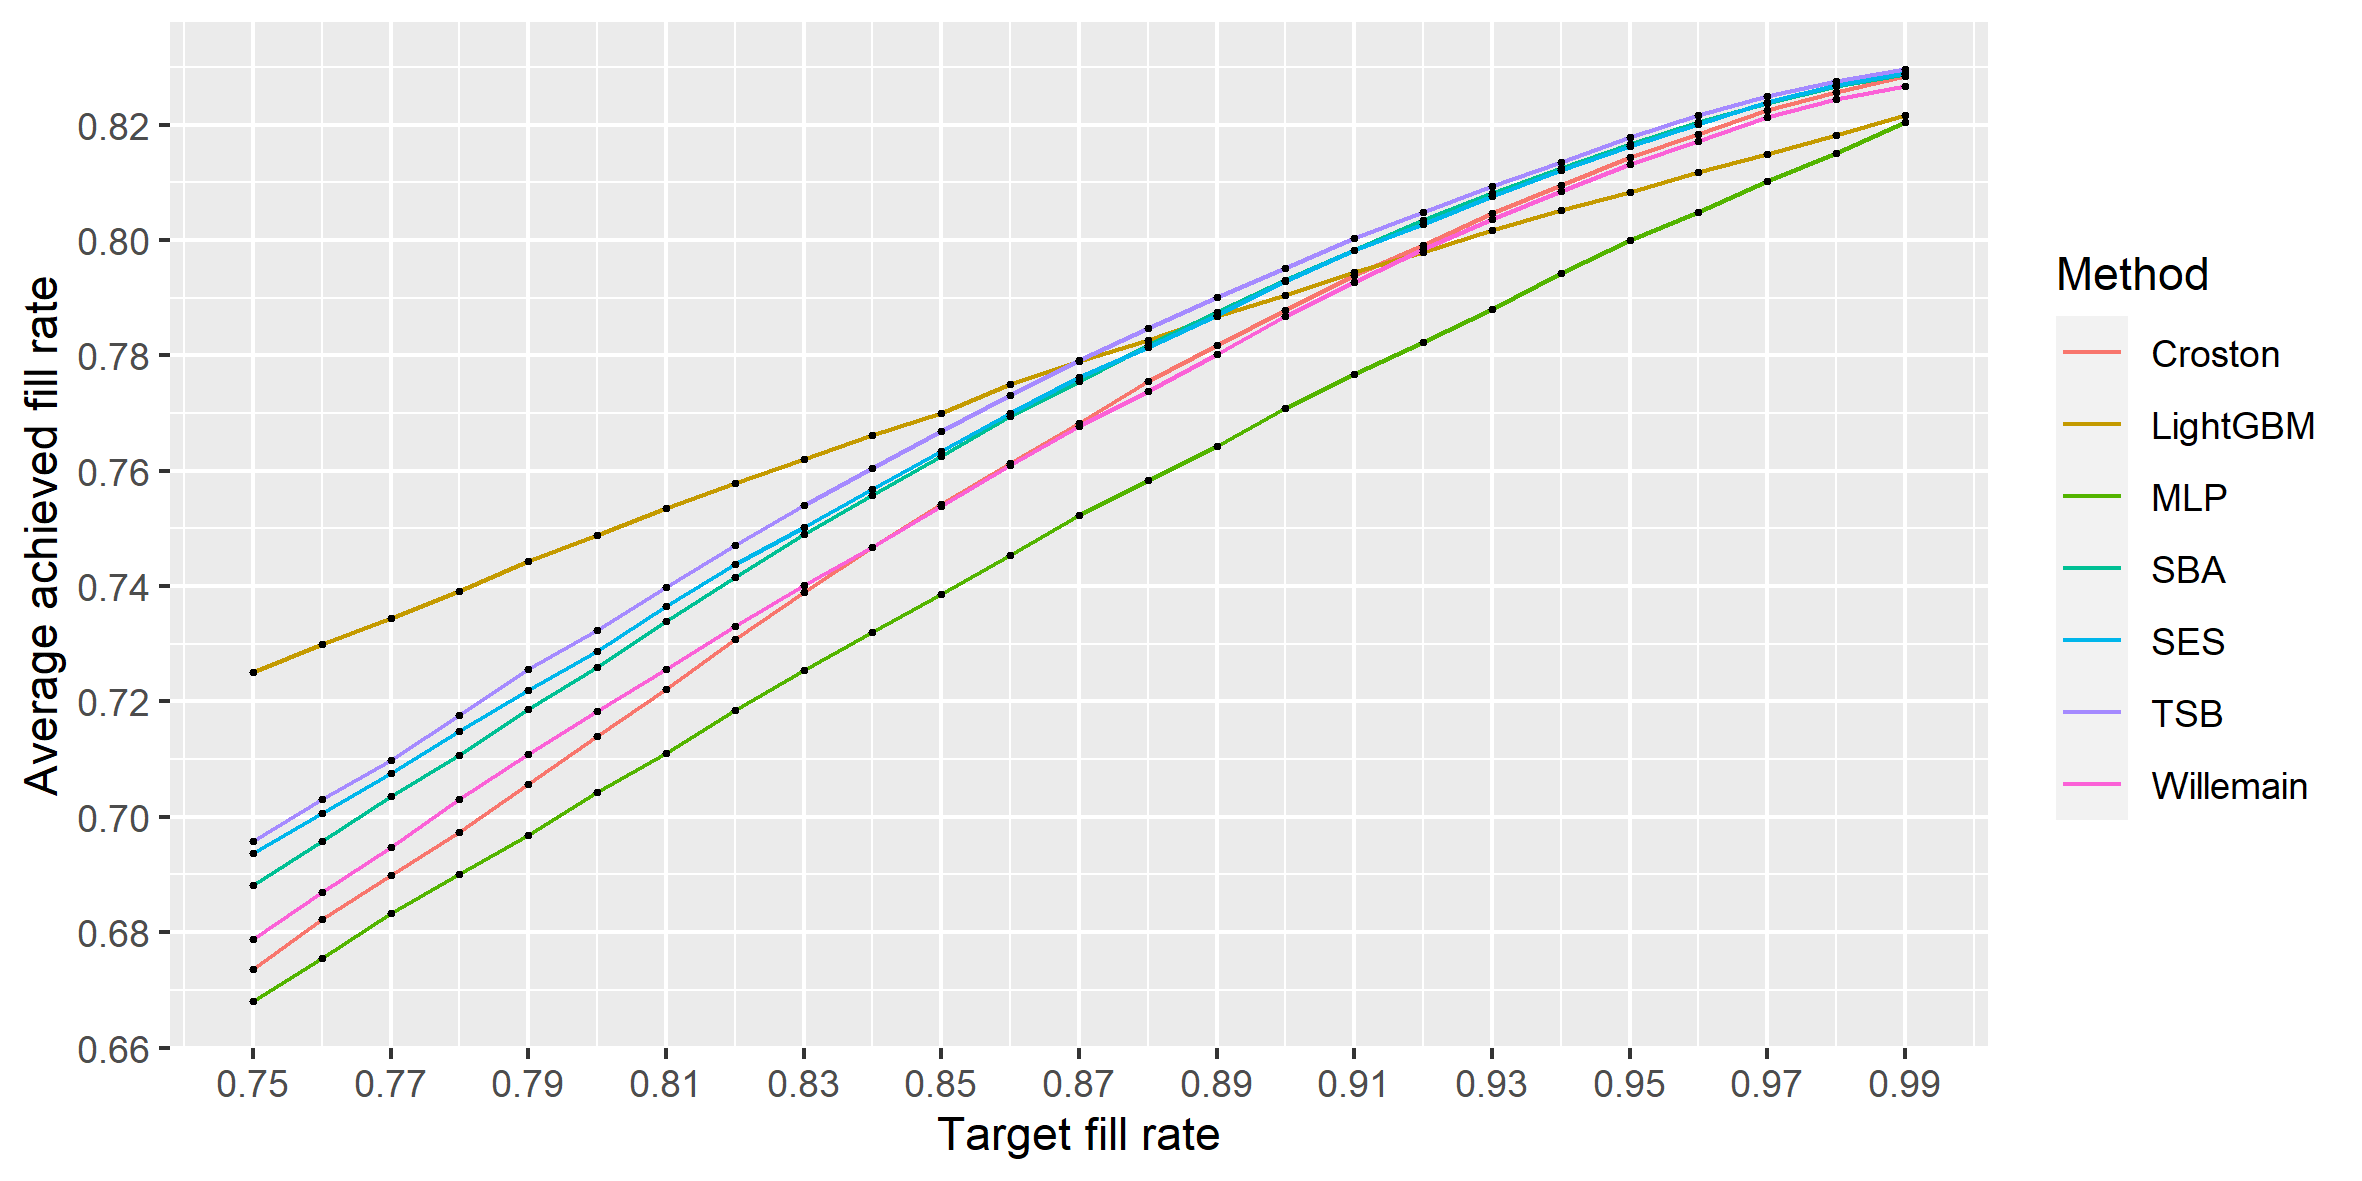 Average achieved fill rate
0.82
0.80
0.78
0.76
0.74
0.72
0.70
0.68
0.66
0.75 0.77 0.79 0.81 0.83 0.85 0.87 0.89 0.91 0.93 0.95 0.97 0.99
Target fill rate
Method
Croston
LightGBM
MLP
SBA
SES
TSB
Willemain